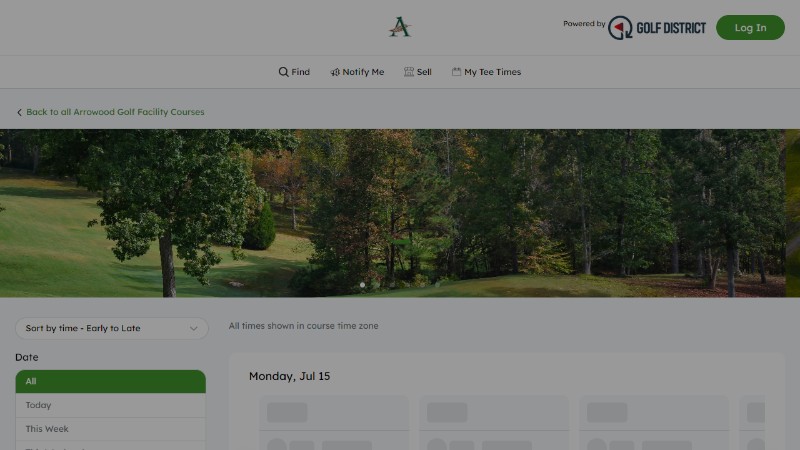 A
Powered by GOLF DISTRICT
Log In
Find
Notify Me
Sell
My Tee Times
Back to all Arrowood Golf Facility Courses
Sort by time - Early to Late
All times shown in course time zone
Date
All
Today
This Week
Monday, Jul 15